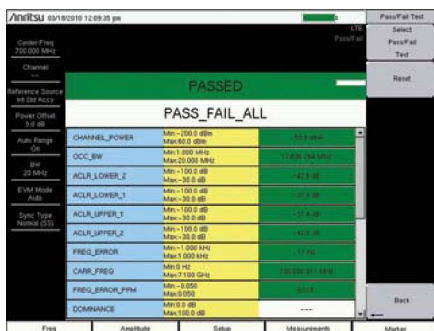 Anritsu 03/18/2010 12:09:35 pm
LTE
Pass/Fail
Pass/Fail Test
Select
Pass/Fail
Test
Reset
Back
Center Freq
700.000 MHz
Channel
--
Reference Source
Int Std Accy
Power Offset
0.0 dB
Auto Range
On
BW
20 MHz
EVM Mode
Auto
Sync Type
Normal (SS)
PASSED
PASS_FAIL_ALL
CHANNEL_POWER Min:-200.0 dBm
Max:60.0 dBm
OCC_BW Min:1.000 MHz
Max:20.000 MHz
ACLR_LOWER_2 Min:-100.0 dB
Max:-30.0 dB
ACLR_LOWER_1 Min:-100.0 dB
Max:-30.0 dB
ACLR_UPPER_1 Min:-100.0 dB
Max:-30.0 dB
ACLR_UPPER_2 Min:-100.0 dB
Max:-30.0 dB
FREQ_ERROR Min:-1.000 kHz
Max:1.000 kHz
CARR_FREQ Min:0 Hz
Max:7.100 GHz
FREQ_ERROR_PPM Min:-0.050
Max:0.050
DOMINANCE Min:0.0 dB
Max:100.0 dB ---
Freq Amplitude Setup Measurements Marker